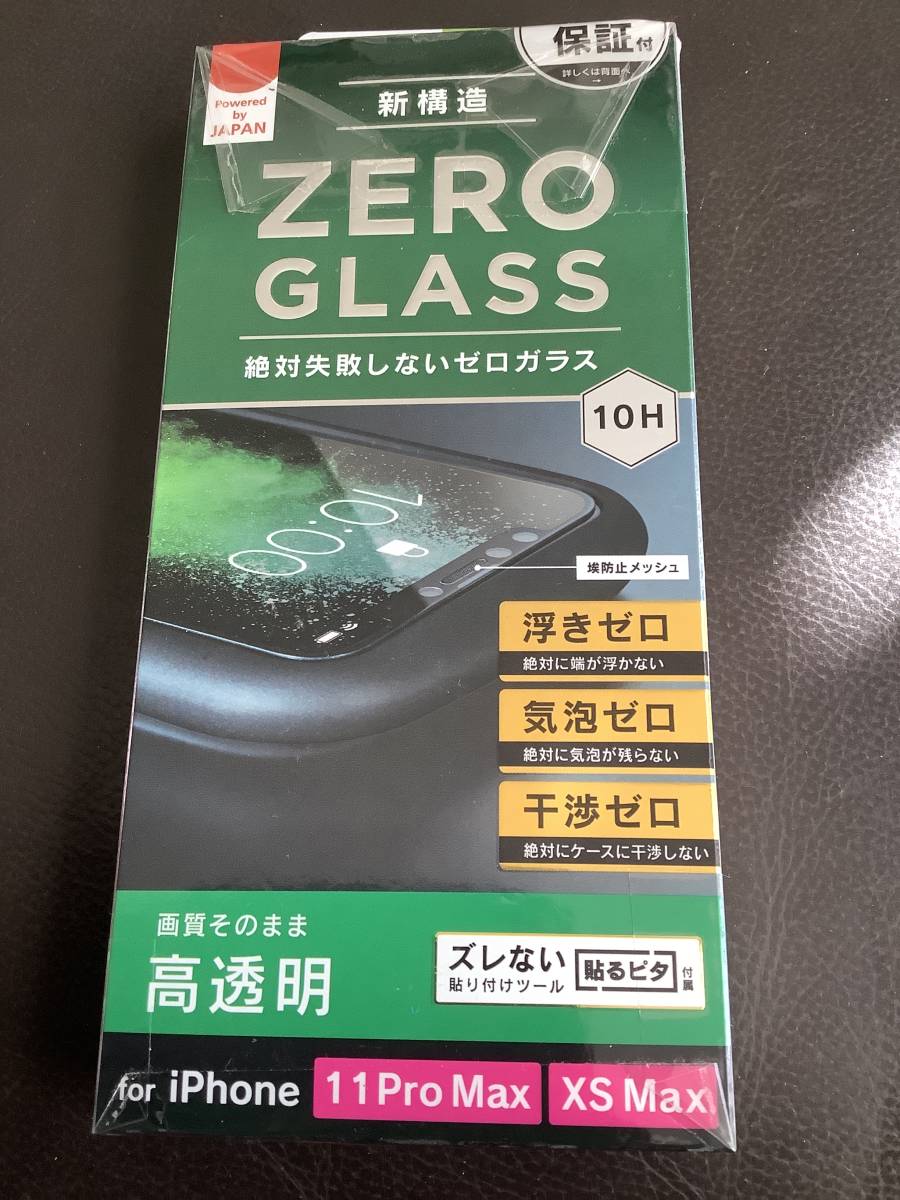 Powered
by
JAPAN
保証付
詳しくは背面へ
→
新構造
ZERO
GLASS
絶対失敗しないゼロガラス
10H
10:00
埃防止メッシュ
浮きゼロ
絶対に端が浮かない
気泡ゼロ
絶対に気泡が残らない
干渉ゼロ
絶対にケースに干渉しない
画質そのまま
高透明
ズレない
貼り付けツール
貼るピタ
付属
for iPhone 11 Pro Max XS Max